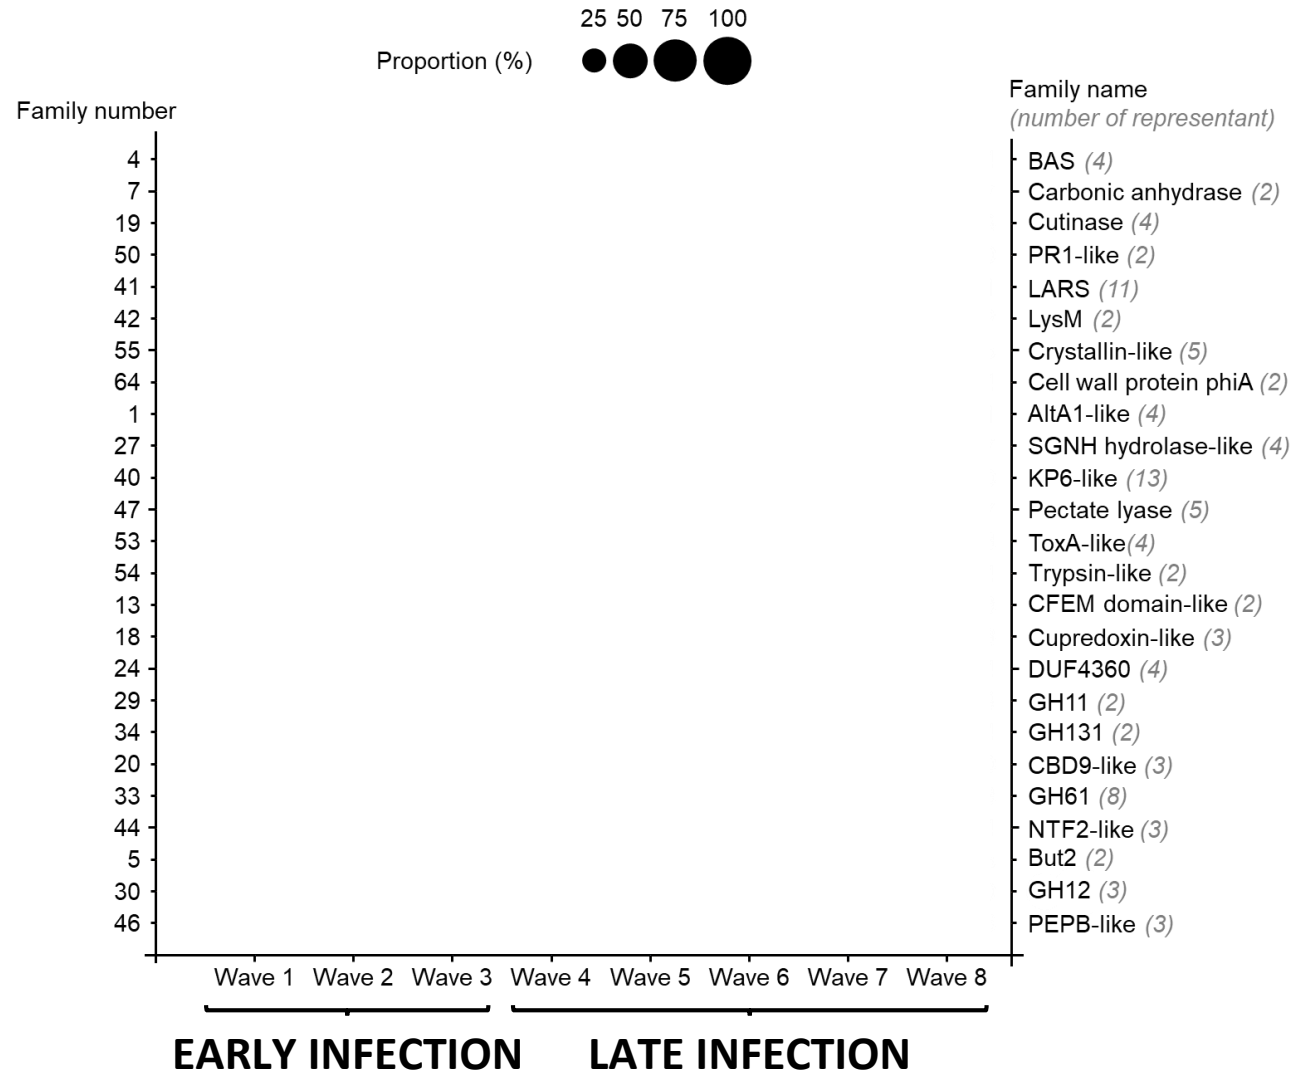 25 50 75 100
Proportion (%)
Family number
Family name
(number of representant)
4 BAS (4)
7 Carbonic anhydrase (2)
19 Cutinase (4)
50 PR1-like (2)
41 LARS (11)
42 LysM (2)
55 Crystallin-like (5)
64 Cell wall protein phiA (2)
1 AltA1-like (4)
27 SGNH hydrolase-like (4)
40 KP6-like (13)
47 Pectate lyase (5)
53 ToxA-like(4)
54 Trypsin-like (2)
13 CFEM domain-like (2)
18 Cupredoxin-like (3)
24 DUF4360 (4)
29 GH11 (2)
34 GH131 (2)
20 CBD9-like (3)
33 GH61 (8)
44 NTF2-like (3)
5 But2 (2)
30 GH12 (3)
46 PEPB-like (3)
Wave 1 Wave 2 Wave 3 Wave 4 Wave 5 Wave 6 Wave 7 Wave 8
EARLY INFECTION LATE INFECTION